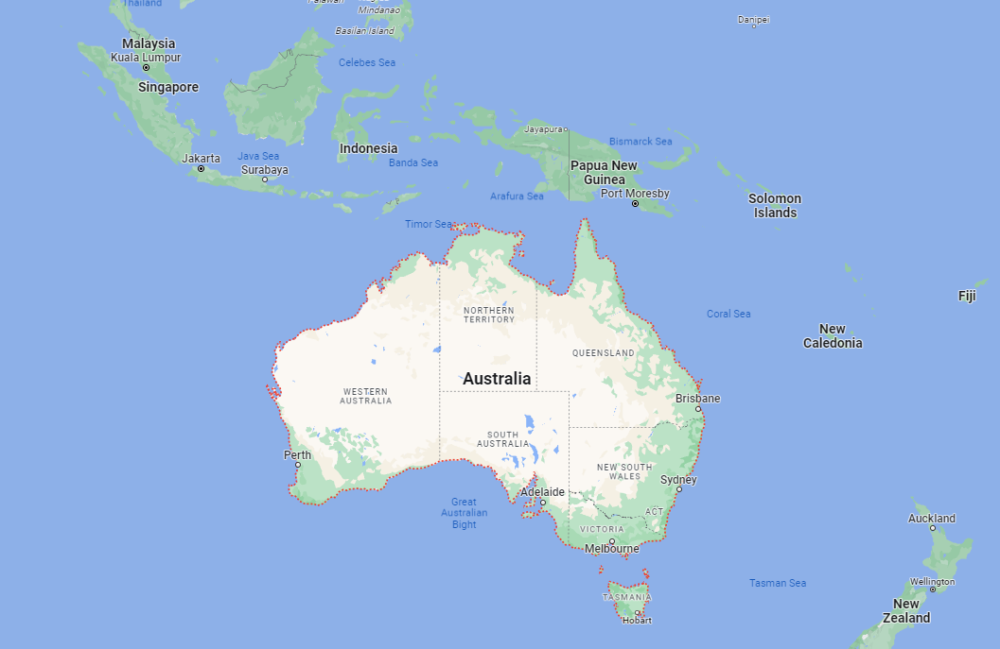 Thailand
Mindanao
Basilan Island
Danipei
Malaysia
Kuala Lumpur
Celebes Sea
Singapore
Jayapura
Bismarck Sea
Indonesia
Jakarta
Java Sea
Banda Sea
Surabaya
Papua New
Guinea
Arafura Sea
Port Moresby
Solomon
Islands
Timor Sea
Fiji
NORTHERN
TERRITORY
Coral Sea
New
Caledonia
QUEENSLAND
Australia
WESTERN
AUSTRALIA
Brisbane
SOUTH
AUSTRALIA
Perth
NEW SOUTH
WALES
Sydney
Adelaide
Great
Australian
Bight
ACT
Auckland
VICTORIA
Melbourne
Tasman Sea
Wellington
TASMANIA
New
Zealand
Hobart